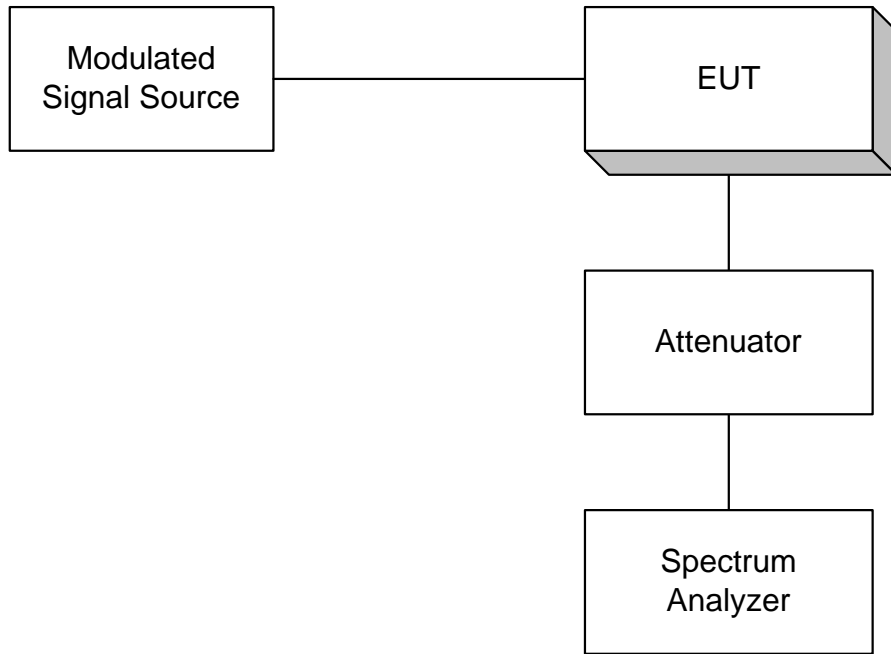 Modulated
Signal Source
EUT
Attenuator
Spectrum
Analyzer